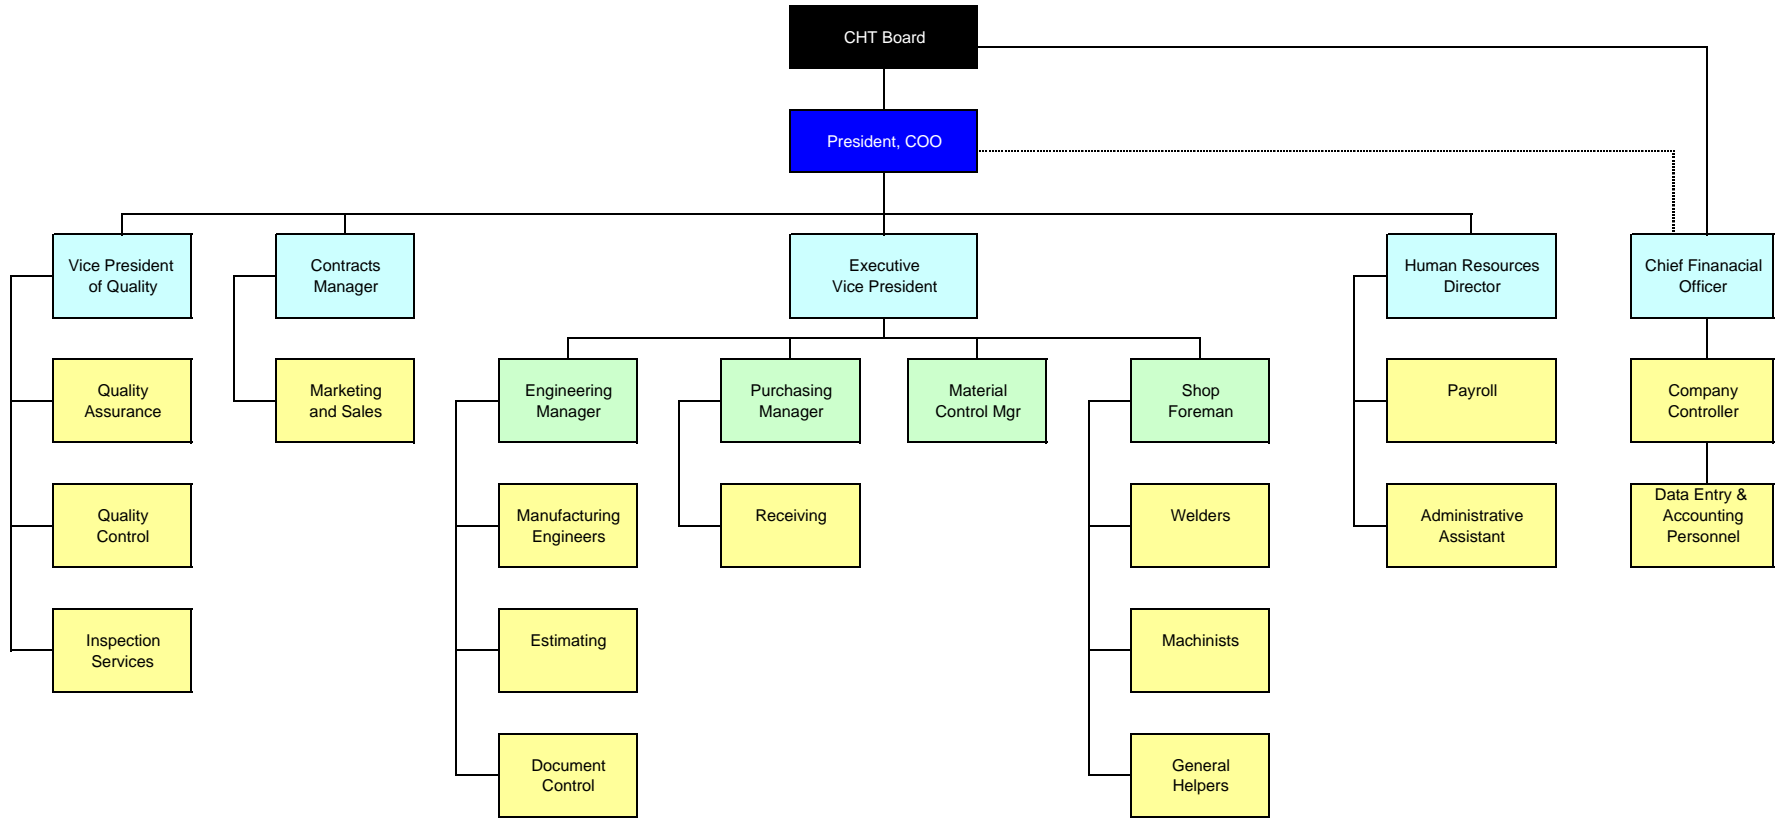 CHT Board
President, COO
Vice President
of Quality
Contracts
Manager
Executive
Vice President
Human Resources
Director
Chief Finanacial
Officer
Quality
Assurance
Marketing
and Sales
Engineering
Manager
Purchasing
Manager
Material
Control Mgr
Shop
Foreman
Payroll
Company
Controller
Quality
Control
Manufacturing
Engineers
Receiving
Welders
Administrative
Assistant
Data Entry &
Accounting
Personnel
Inspection
Services
Estimating
Machinists
Document
Control
General
Helpers